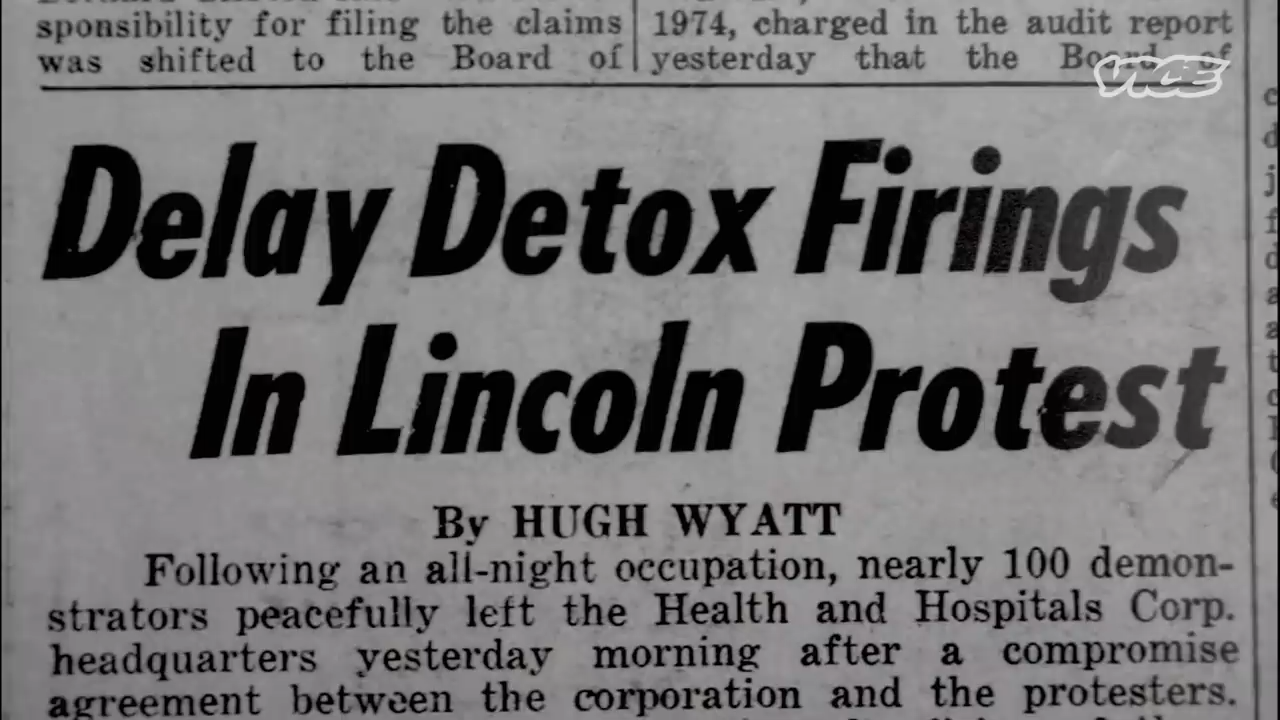 sponsibility for filing the claims
was shifted to the Board of
1974, charged in the audit report
yesterday that the Board of
VICE
Delay Detox Firings
In Lincoln Protest
By HUGH WYATT
Following an all-night occupation, nearly 100 demon-
strators peacefully left the Health and Hospitals Corp.
headquarters yesterday morning after a compromise
agreement between the corporation and the protesters.